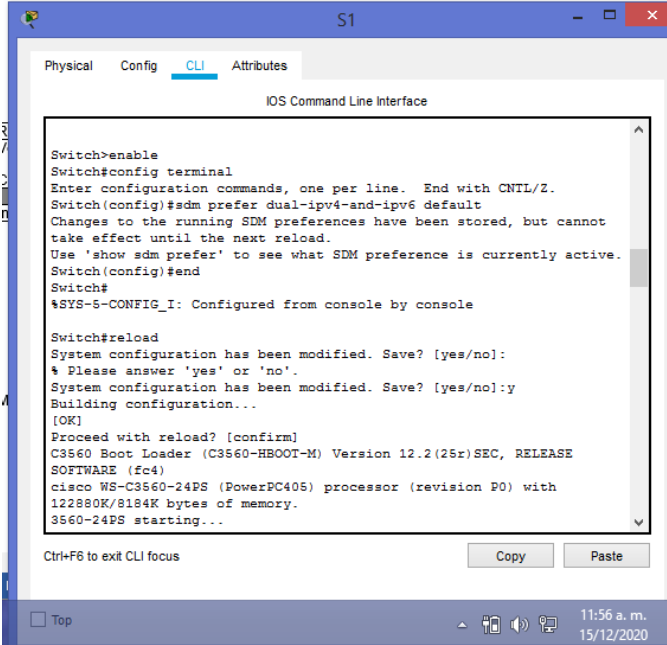 S1
Physical Config CLI Attributes
IOS Command Line Interface
Switch>enable
Switch#config terminal
Enter configuration commands, one per line. End with CNTL/Z.
Switch(config)#sdm prefer dual-ipv4-and-ipv6 default
Changes to the running SDM preferences have been stored, but cannot
take effect until the next reload.
Use 'show sdm prefer' to see what SDM preference is currently active.
Switch(config)#end
Switch#
%SYS-5-CONFIG_I: Configured from console by console
Switch#reload
System configuration has been modified. Save? [yes/no]:
% Please answer 'yes' or 'no'.
System configuration has been modified. Save? [yes/no]:y
Building configuration...
[OK]
Proceed with reload? [confirm]
C3560 Boot Loader (C3560-HBOOT-M) Version 12.2(25r)SEC, RELEASE
SOFTWARE (fc4)
cisco WS-C3560-24PS (PowerPC405) processor (revision P0) with
122880K/8184K bytes of memory.
3560-24PS starting...
Ctrl+F6 to exit CLI focus
Copy Paste
Top
11:56 a. m.
15/12/2020